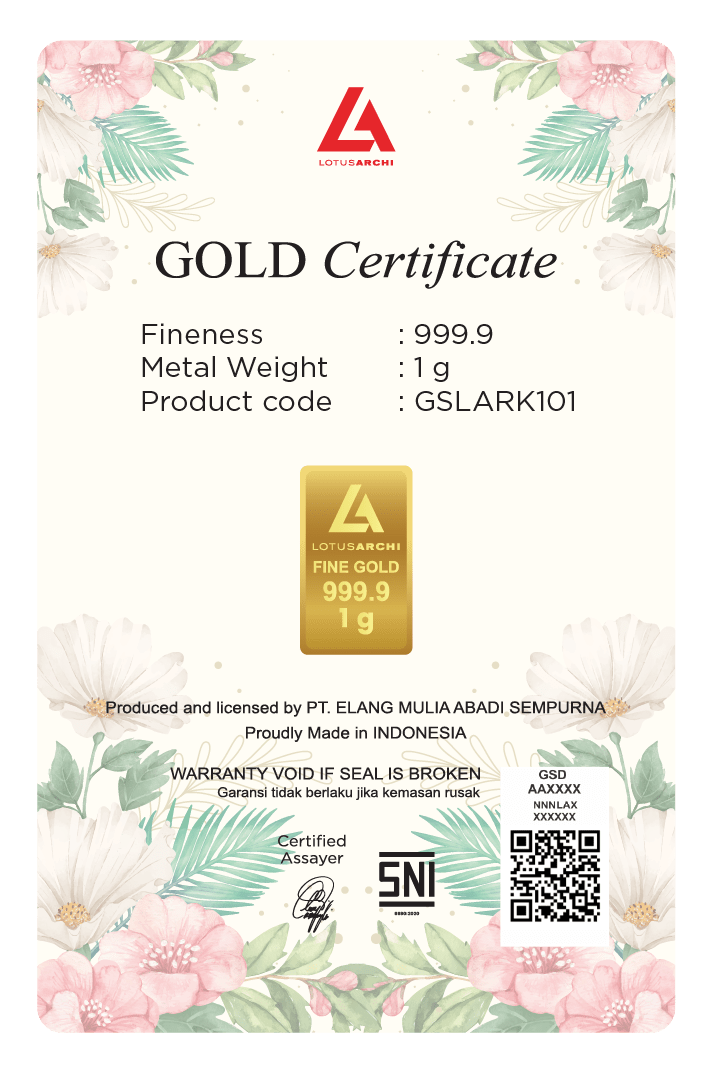 LOTUSARCHI
GOLD Certificate
Fineness : 999.9
Metal Weight : 1 g
Product code : GSLARK101
LOTUSARCHI
FINE GOLD
999.9
1 g
Produced and licensed by PT. ELANG MULIA ABADI SEMPURNA
Proudly Made in INDONESIA
WARRANTY VOID IF SEAL IS BROKEN
Garansi tidak berlaku jika kemasan rusak
GSD
AAXXXX
NNNLAX
XXXXXX
Certified
Assayer
SNI